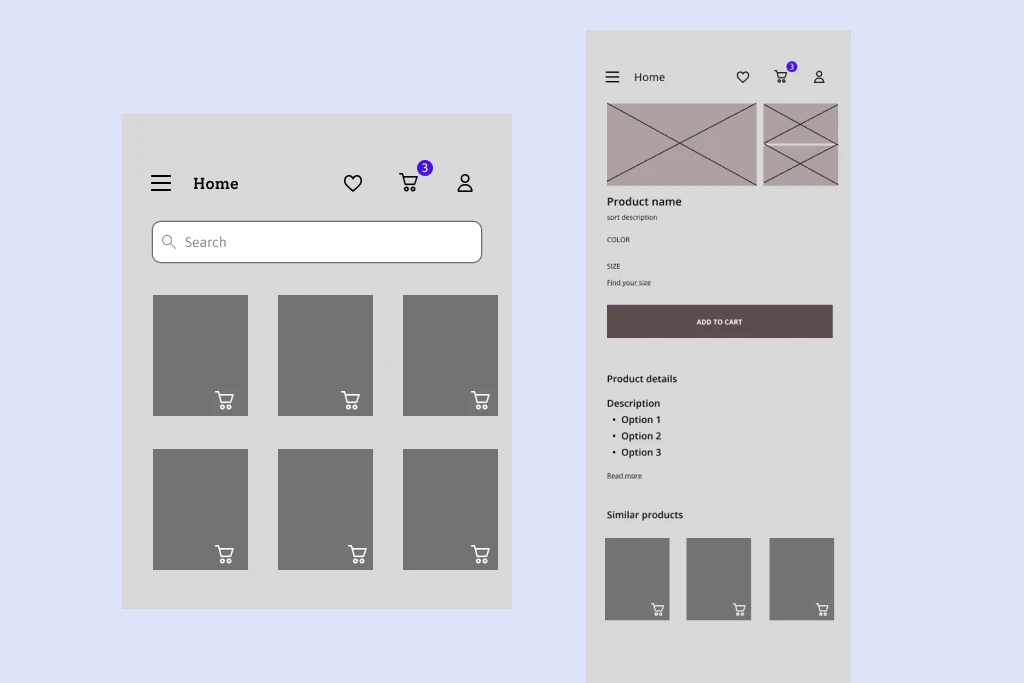 Home
3
Search
Home
3
Product name
sort description
COLOR
SIZE
Find your size
ADD TO CART
Product details
Description
• Option 1
• Option 2
• Option 3
Read more
Similar products